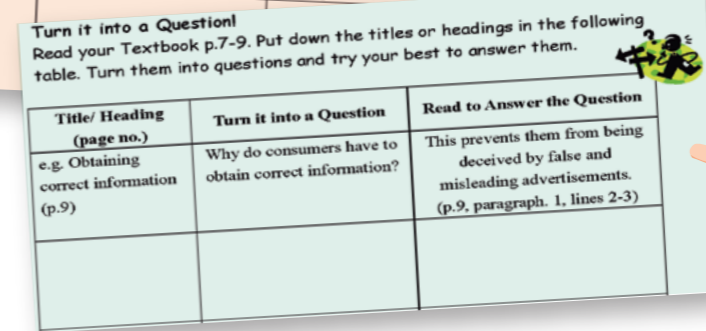 Turn it into a Question!
Read your Textbook p.7-9. Put down the titles or headings in the following
table. Turn them into questions and try your best to answer them.
Title/ Heading
(page no.)
Turn it into a Question
Read to Answer the Question
e.g. Obtaining
correct information
(p.9)
Why do consumers have to
obtain correct information?
This prevents them from being
deceived by false and
misleading advertisements.
(p.9, paragraph. 1, lines 2-3)
?